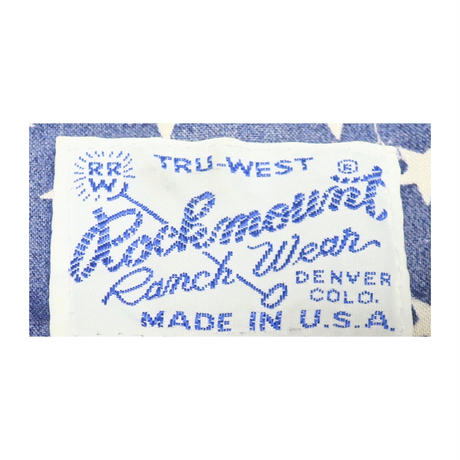 RR
W
TRU-WEST ®
Rockmount
Ranch Wear
DENVER
COLO.
MADE IN U.S.A.